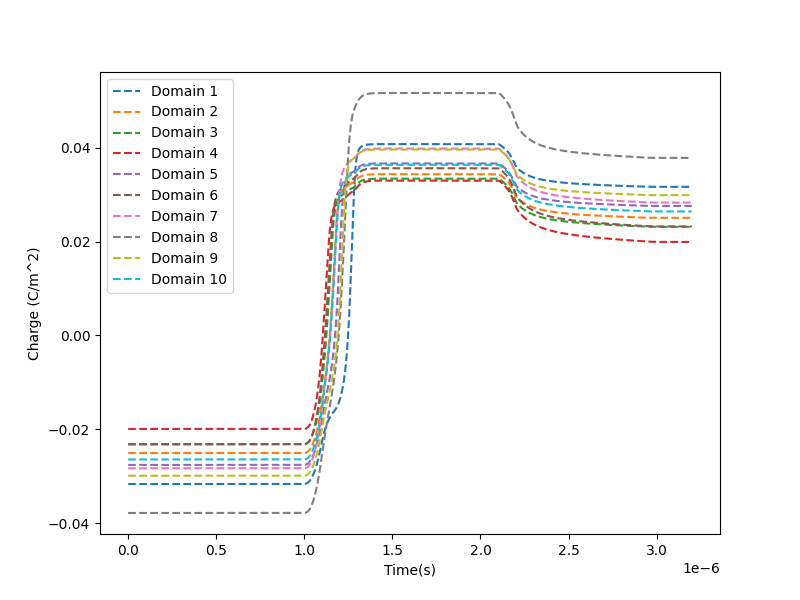 Domain 1
Domain 2
Domain 3
Domain 4
Domain 5
Domain 6
Domain 7
Domain 8
Domain 9
Domain 10
0.04
0.02
0.00
−0.02
−0.04
Charge (C/m^2)
0.0 0.5 1.0 1.5 2.0 2.5 3.0
1e−6
Time(s)